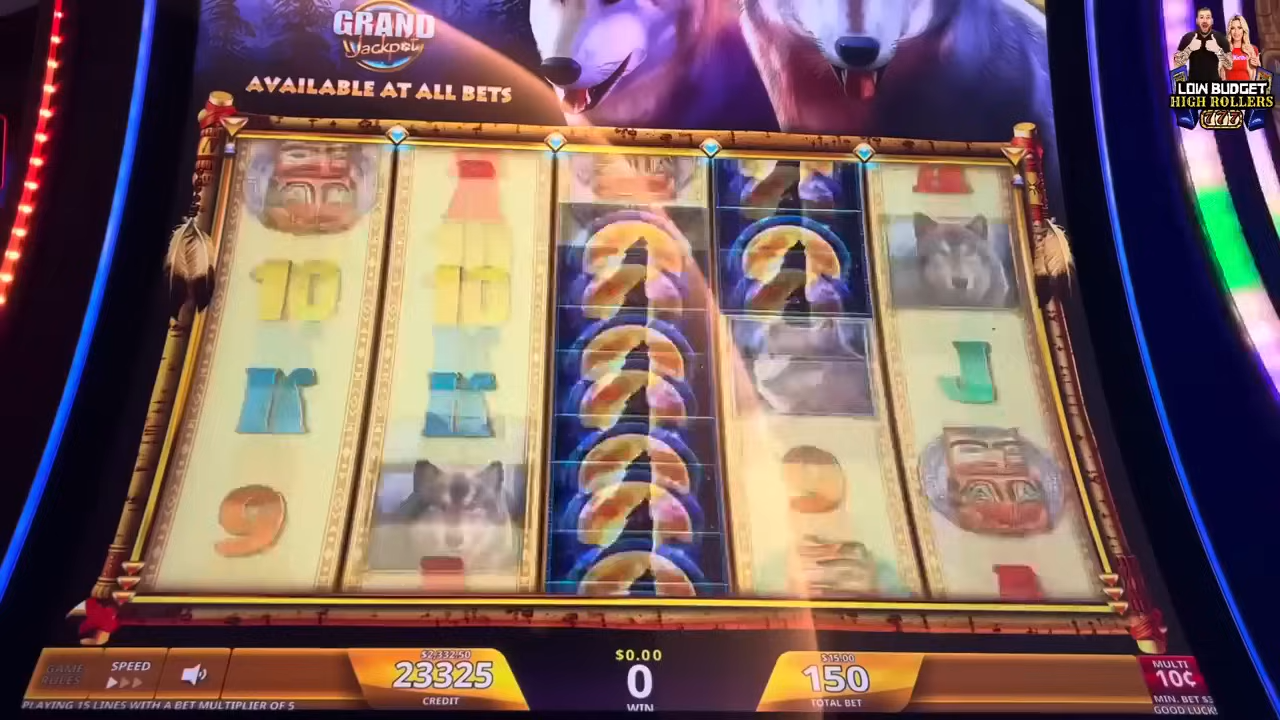 GRAND
Jackpot
AVAILABLE AT ALL BETS
LOW BUDGET
HIGH ROLLERS
777
10
10
K
K
J
9
GAME
RULES
SPEED
$2,332.50
23325
CREDIT
$0.00
0
WIN
$15.00
150
TOTAL BET
MULTI
10¢
MIN. BET
GOOD LUCK!
PLAYING 15 LINES WITH A BET MULTIPLIER OF 5